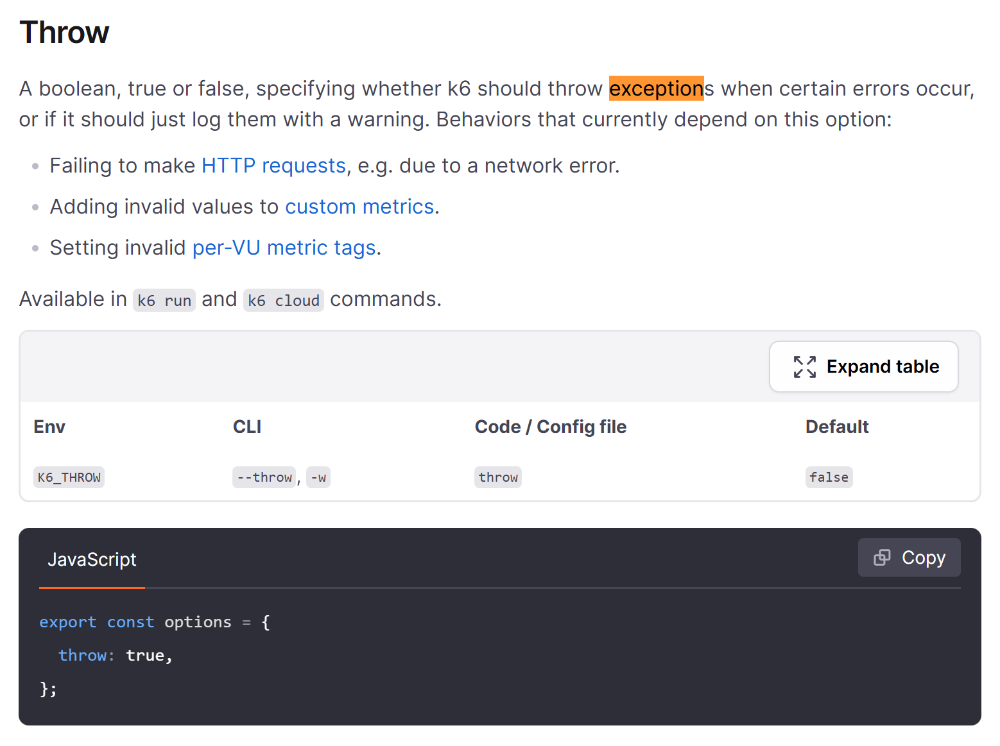 Throw
A boolean, true or false, specifying whether k6 should throw exceptions when certain errors occur,
or if it should just log them with a warning. Behaviors that currently depend on this option:
Failing to make HTTP requests, e.g. due to a network error.
Adding invalid values to custom metrics.
Setting invalid per-VU metric tags.
Available in k6 run and k6 cloud commands.
Expand table
Env CLI Code / Config file Default
K6_THROW --throw, -w throw false
JavaScript Copy
export const options = {
  throw: true,
};